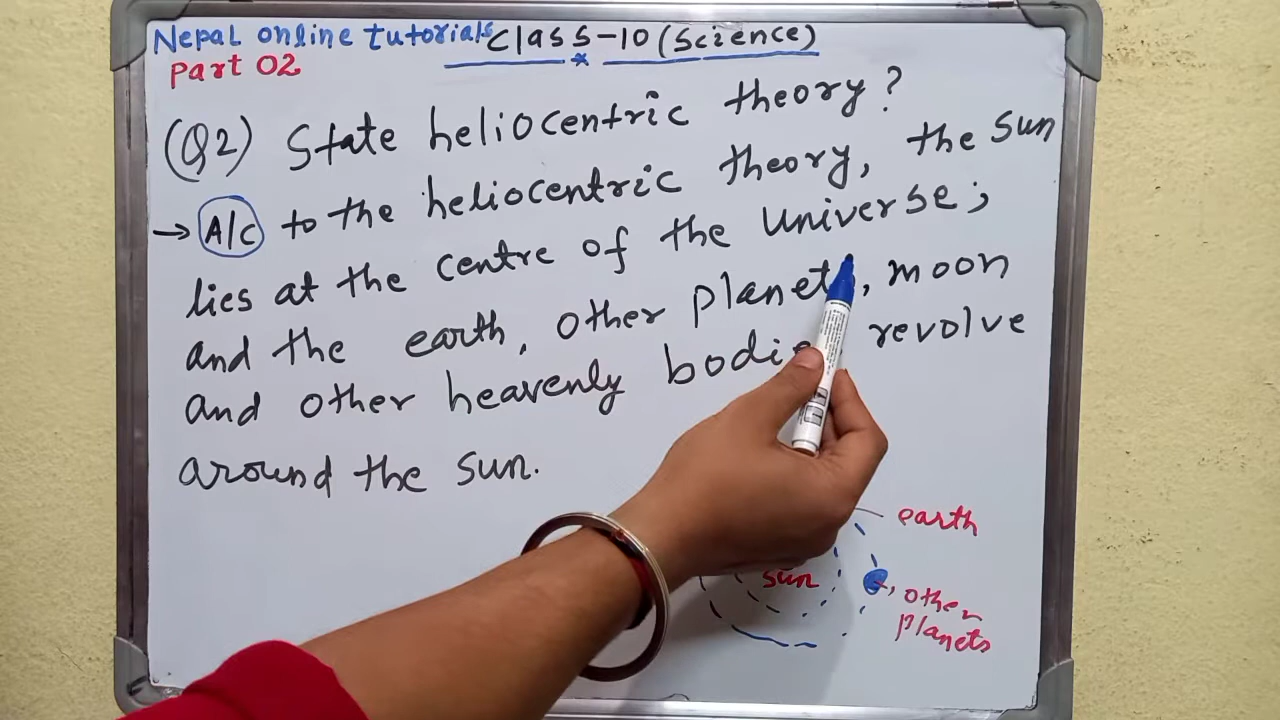 Nepal online tutorials Class-10 (Science)
Part 02
(Q2) State heliocentric theory?
→ A/c to the heliocentric theory, the Sun
lies at the centre of the universe;
and the earth, other planets, moon
and other heavenly bodies revolve
around the sun.
earth
sun
other
planets